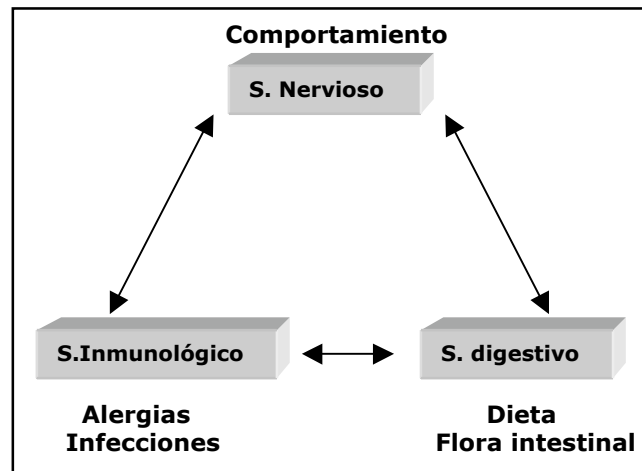 Comportamiento
S. Nervioso
S.Inmunológico
S. digestivo
Alergias
Infecciones
Dieta
Flora intestinal